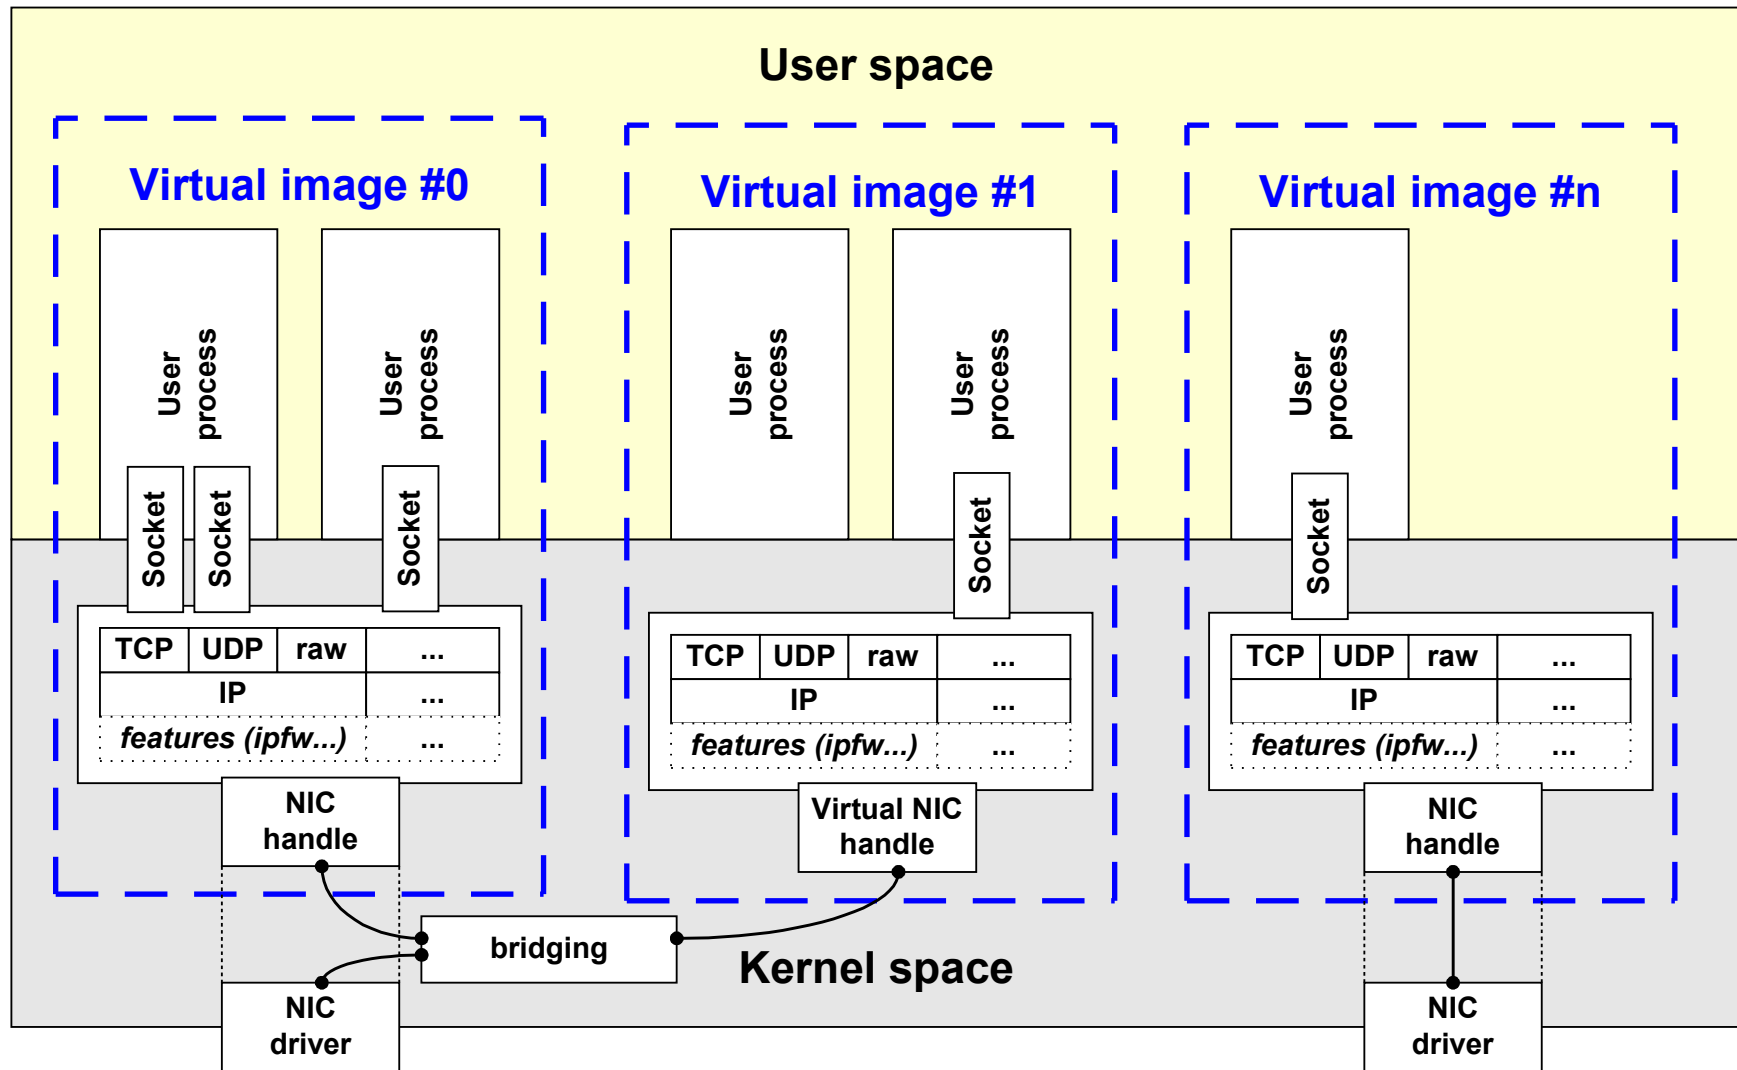 User space
Virtual image #0
Virtual image #1
Virtual image #n
User
process
User
process
User
process
User
process
User
process
Socket
Socket
Socket
Socket
Socket
TCP UDP raw ...
IP ...
features (ipfw...) ...
TCP UDP raw ...
IP ...
features (ipfw...) ...
TCP UDP raw ...
IP ...
features (ipfw...) ...
NIC
handle
Virtual NIC
handle
NIC
handle
bridging
Kernel space
NIC
driver
NIC
driver